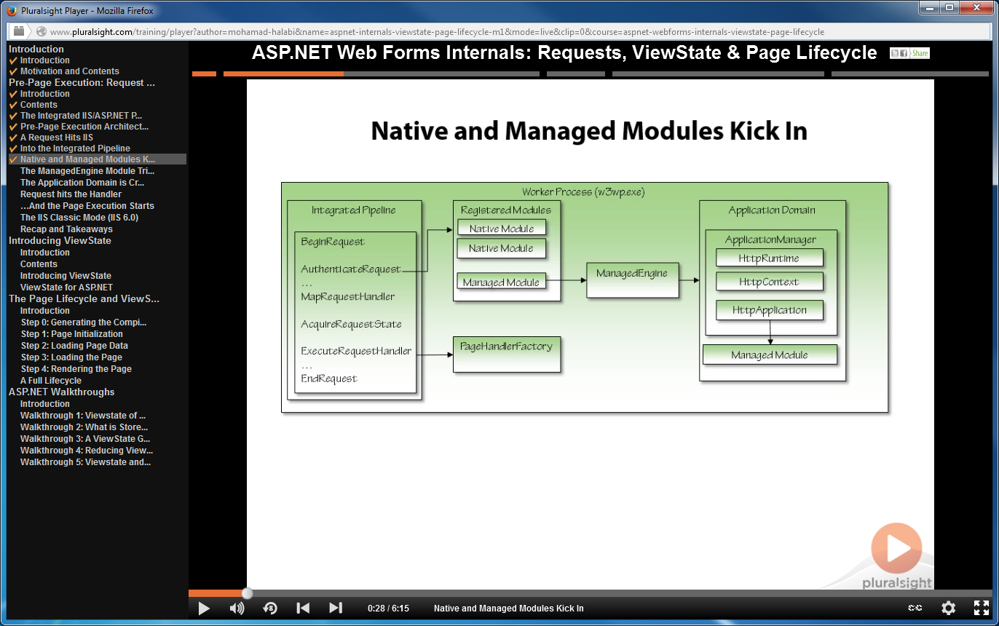 Pluralsight Player - Mozilla Firefox
www.pluralsight.com/training/player?author=mohamad-halabi&name=aspnet-internals-viewstate-page-lifecycle-m1&mode=live&clip=0&course=aspnet-webforms-internals-viewstate-page-lifecycle
Introduction
Introduction
Motivation and Contents
Pre-Page Execution: Request ...
Introduction
Contents
The Integrated IIS/ASP.NET P...
Pre-Page Execution Architect...
A Request Hits IIS
Into the Integrated Pipeline
Native and Managed Modules K...
The ManagedEngine Module Tri...
The Application Domain is Cr...
Request hits the Handler
...And the Page Execution Starts
The IIS Classic Mode (IIS 6.0)
Recap and Takeaways
Introducing ViewState
Introduction
Contents
Introducing ViewState
ViewState for ASP.NET
The Page Lifecycle and ViewS...
Introduction
Step 0: Generating the Compi...
Step 1: Page Initialization
Step 2: Loading Page Data
Step 3: Loading the Page
Step 4: Rendering the Page
A Full Lifecycle
ASP.NET Walkthroughs
Introduction
Walkthrough 1: Viewstate of ...
Walkthrough 2: What is Store...
Walkthrough 3: A ViewState G...
Walkthrough 4: Reducing View...
Walkthrough 5: Viewstate and...
ASP.NET Web Forms Internals: Requests, ViewState & Page Lifecycle
Share
Native and Managed Modules Kick In
Worker Process (w3wp.exe)
Integrated Pipeline
BeginRequest
AuthenticateRequest
...
MapRequestHandler
AcquireRequestState
ExecuteRequestHandler
...
EndRequest
Registered Modules
Native Module
Native Module
Managed Module
PageHandlerFactory
ManagedEngine
Application Domain
ApplicationManager
HttpRuntime
HttpContext
HttpApplication
Managed Module
pluralsight
8
0:28 / 6:15
Native and Managed Modules Kick In
CC